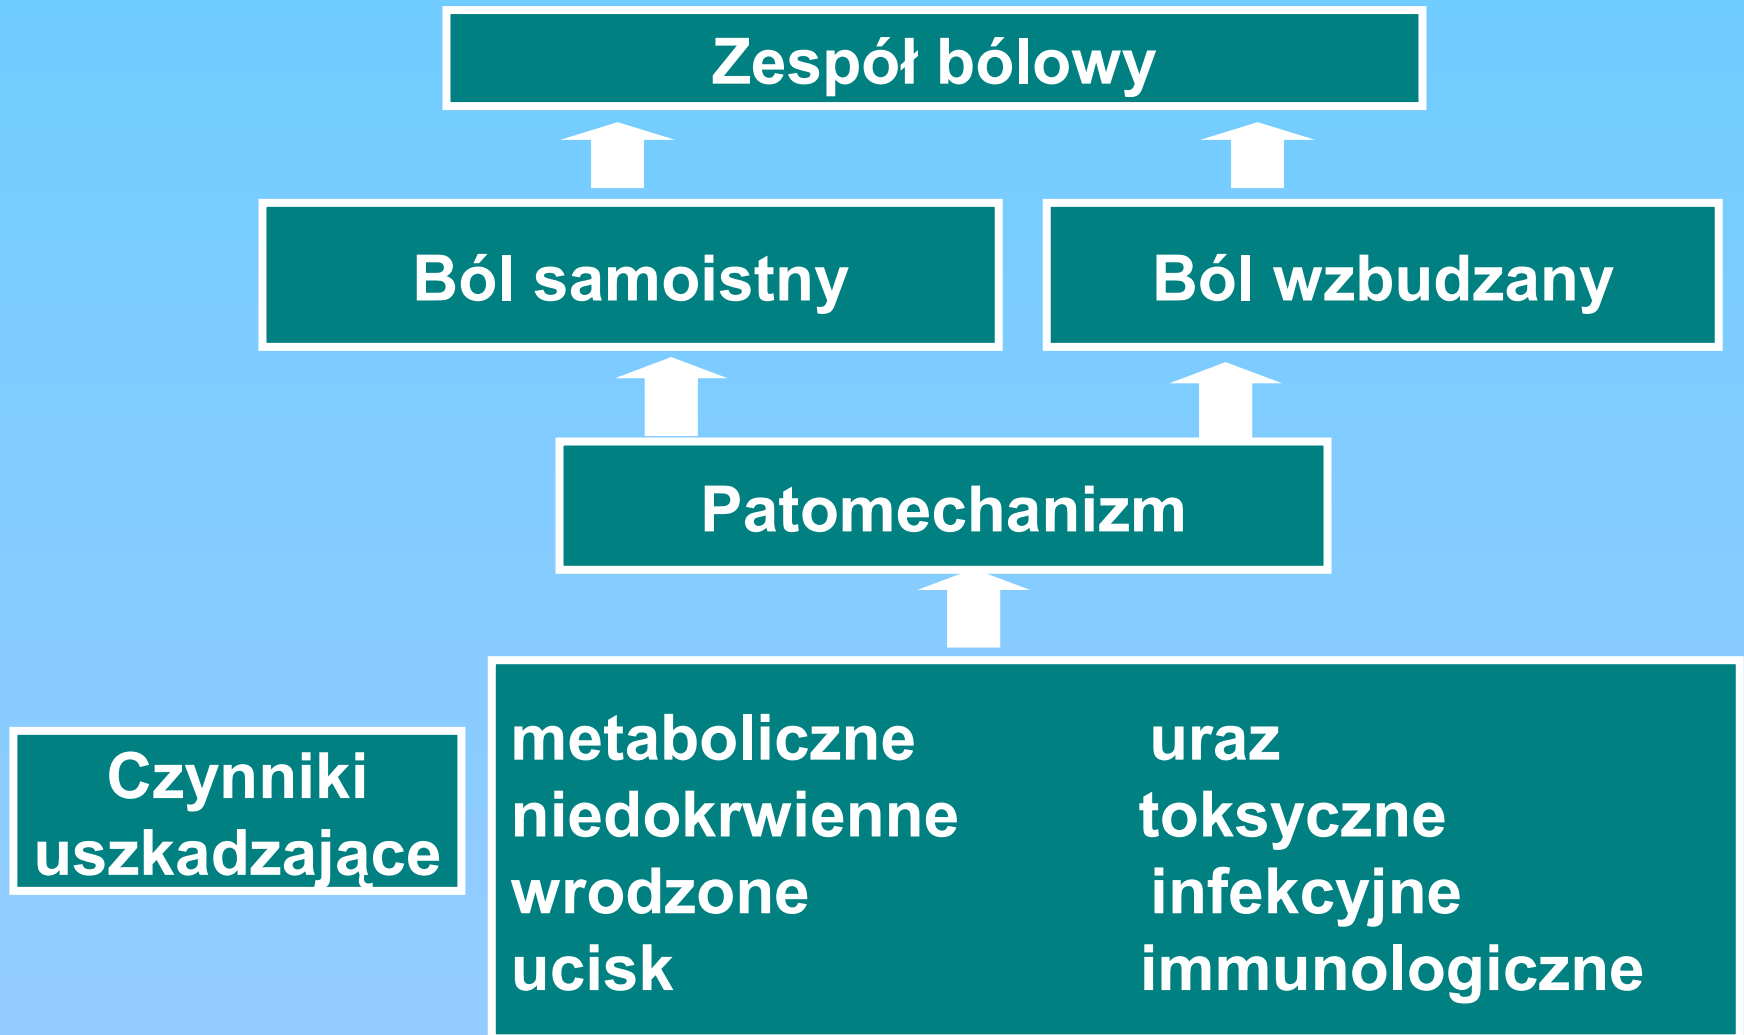 Zespół bólowy
Ból samoistny
Ból wzbudzany
Patomechanizm
Czynniki
uszkadzające
metaboliczne uraz
niedokrwienne toksyczne
wrodzone infekcyjne
ucisk immunologiczne